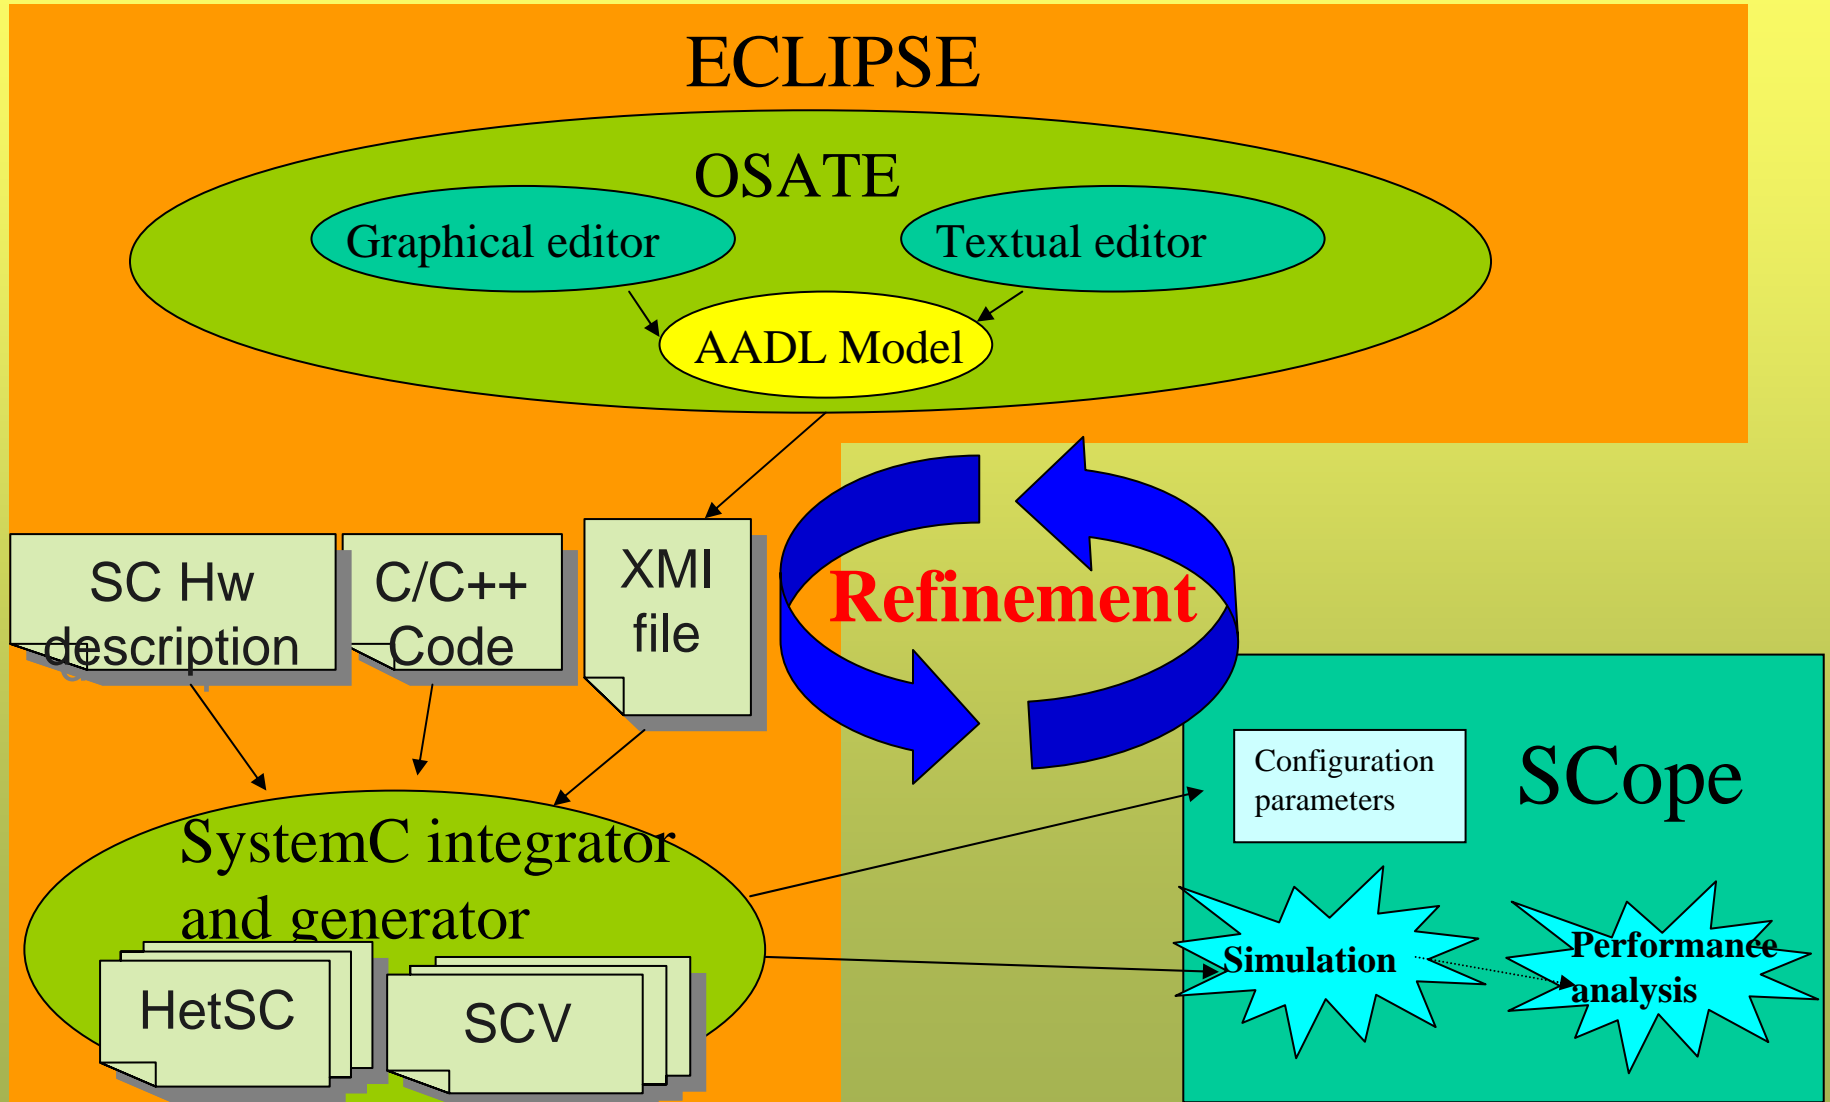 ECLIPSE
OSATE
Graphical editor
Textual editor
AADL Model
SC Hw
description
C/C++
Code
XMI
file
Refinement
SystemC integrator
and generator
HetSC
SCV
Configuration
parameters
SCope
Simulation
Performance
analysis